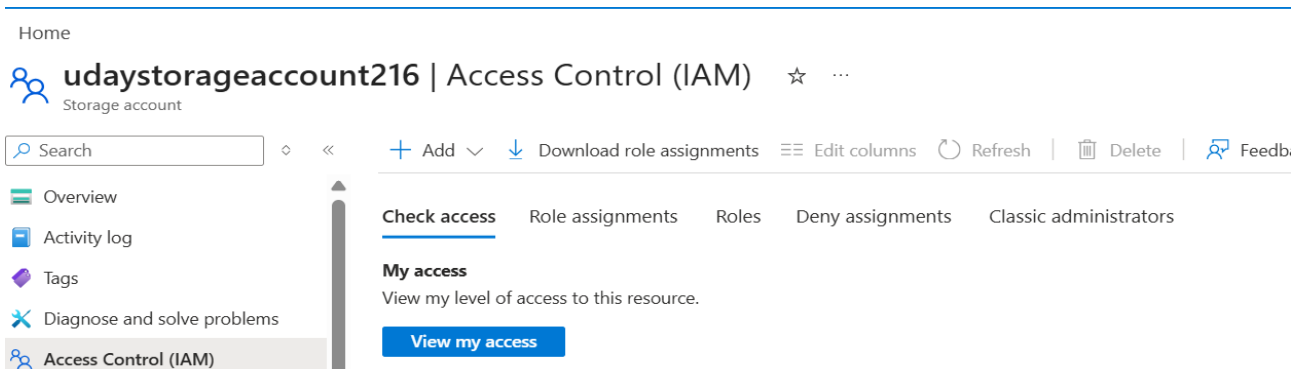 Home
udaystorageaccount216 | Access Control (IAM)
Storage account
Search
+ Add Download role assignments Edit columns Refresh Delete Feedba
Overview
Activity log
Tags
Diagnose and solve problems
Access Control (IAM)
Check access Role assignments Roles Deny assignments Classic administrators
My access
View my level of access to this resource.
View my access